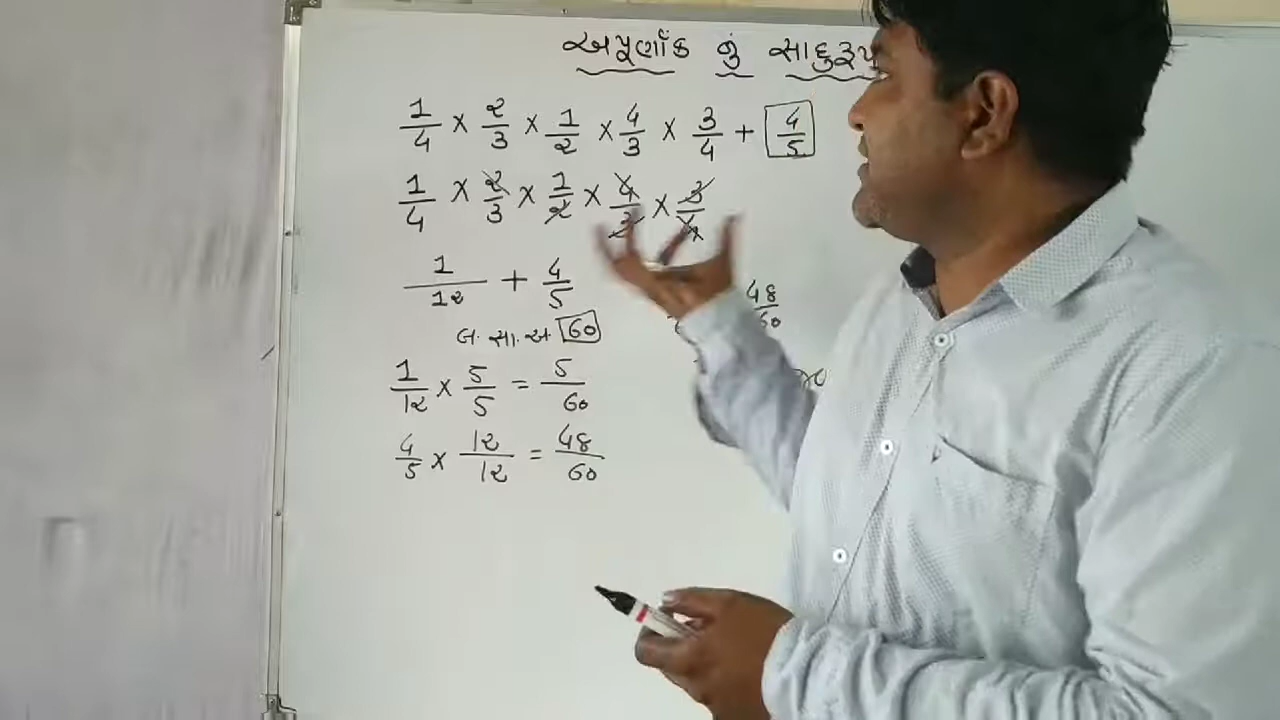 અપૂર્ણાંક નું સાદુરૂપ
1/4 × 2/3 × 1/2 × 4/3 × 3/4 + 4/5
1/4 × 2/3 × 1/2 × 4/3 × 3/4
1/12 + 4/5
48/60
લ. સા. અ 60
1/12 × 5/5 = 5/60
4/5 × 12/12 = 48/60